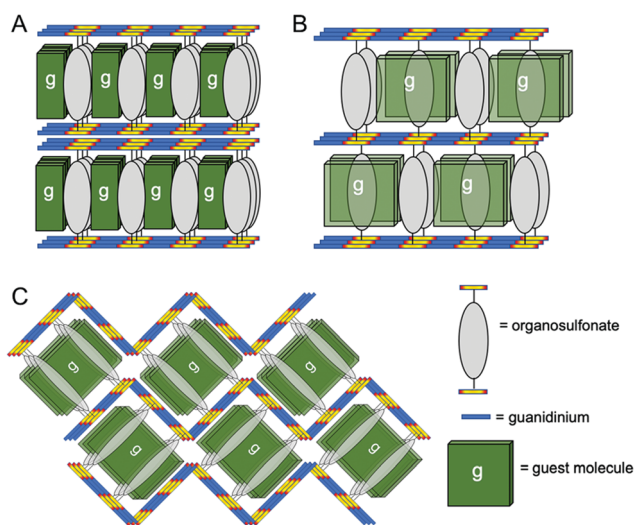 A
B
g g g g
g g
g g g g
g g
C
g g g
= organosulfonate
g g g
= guanidinium
g = guest molecule